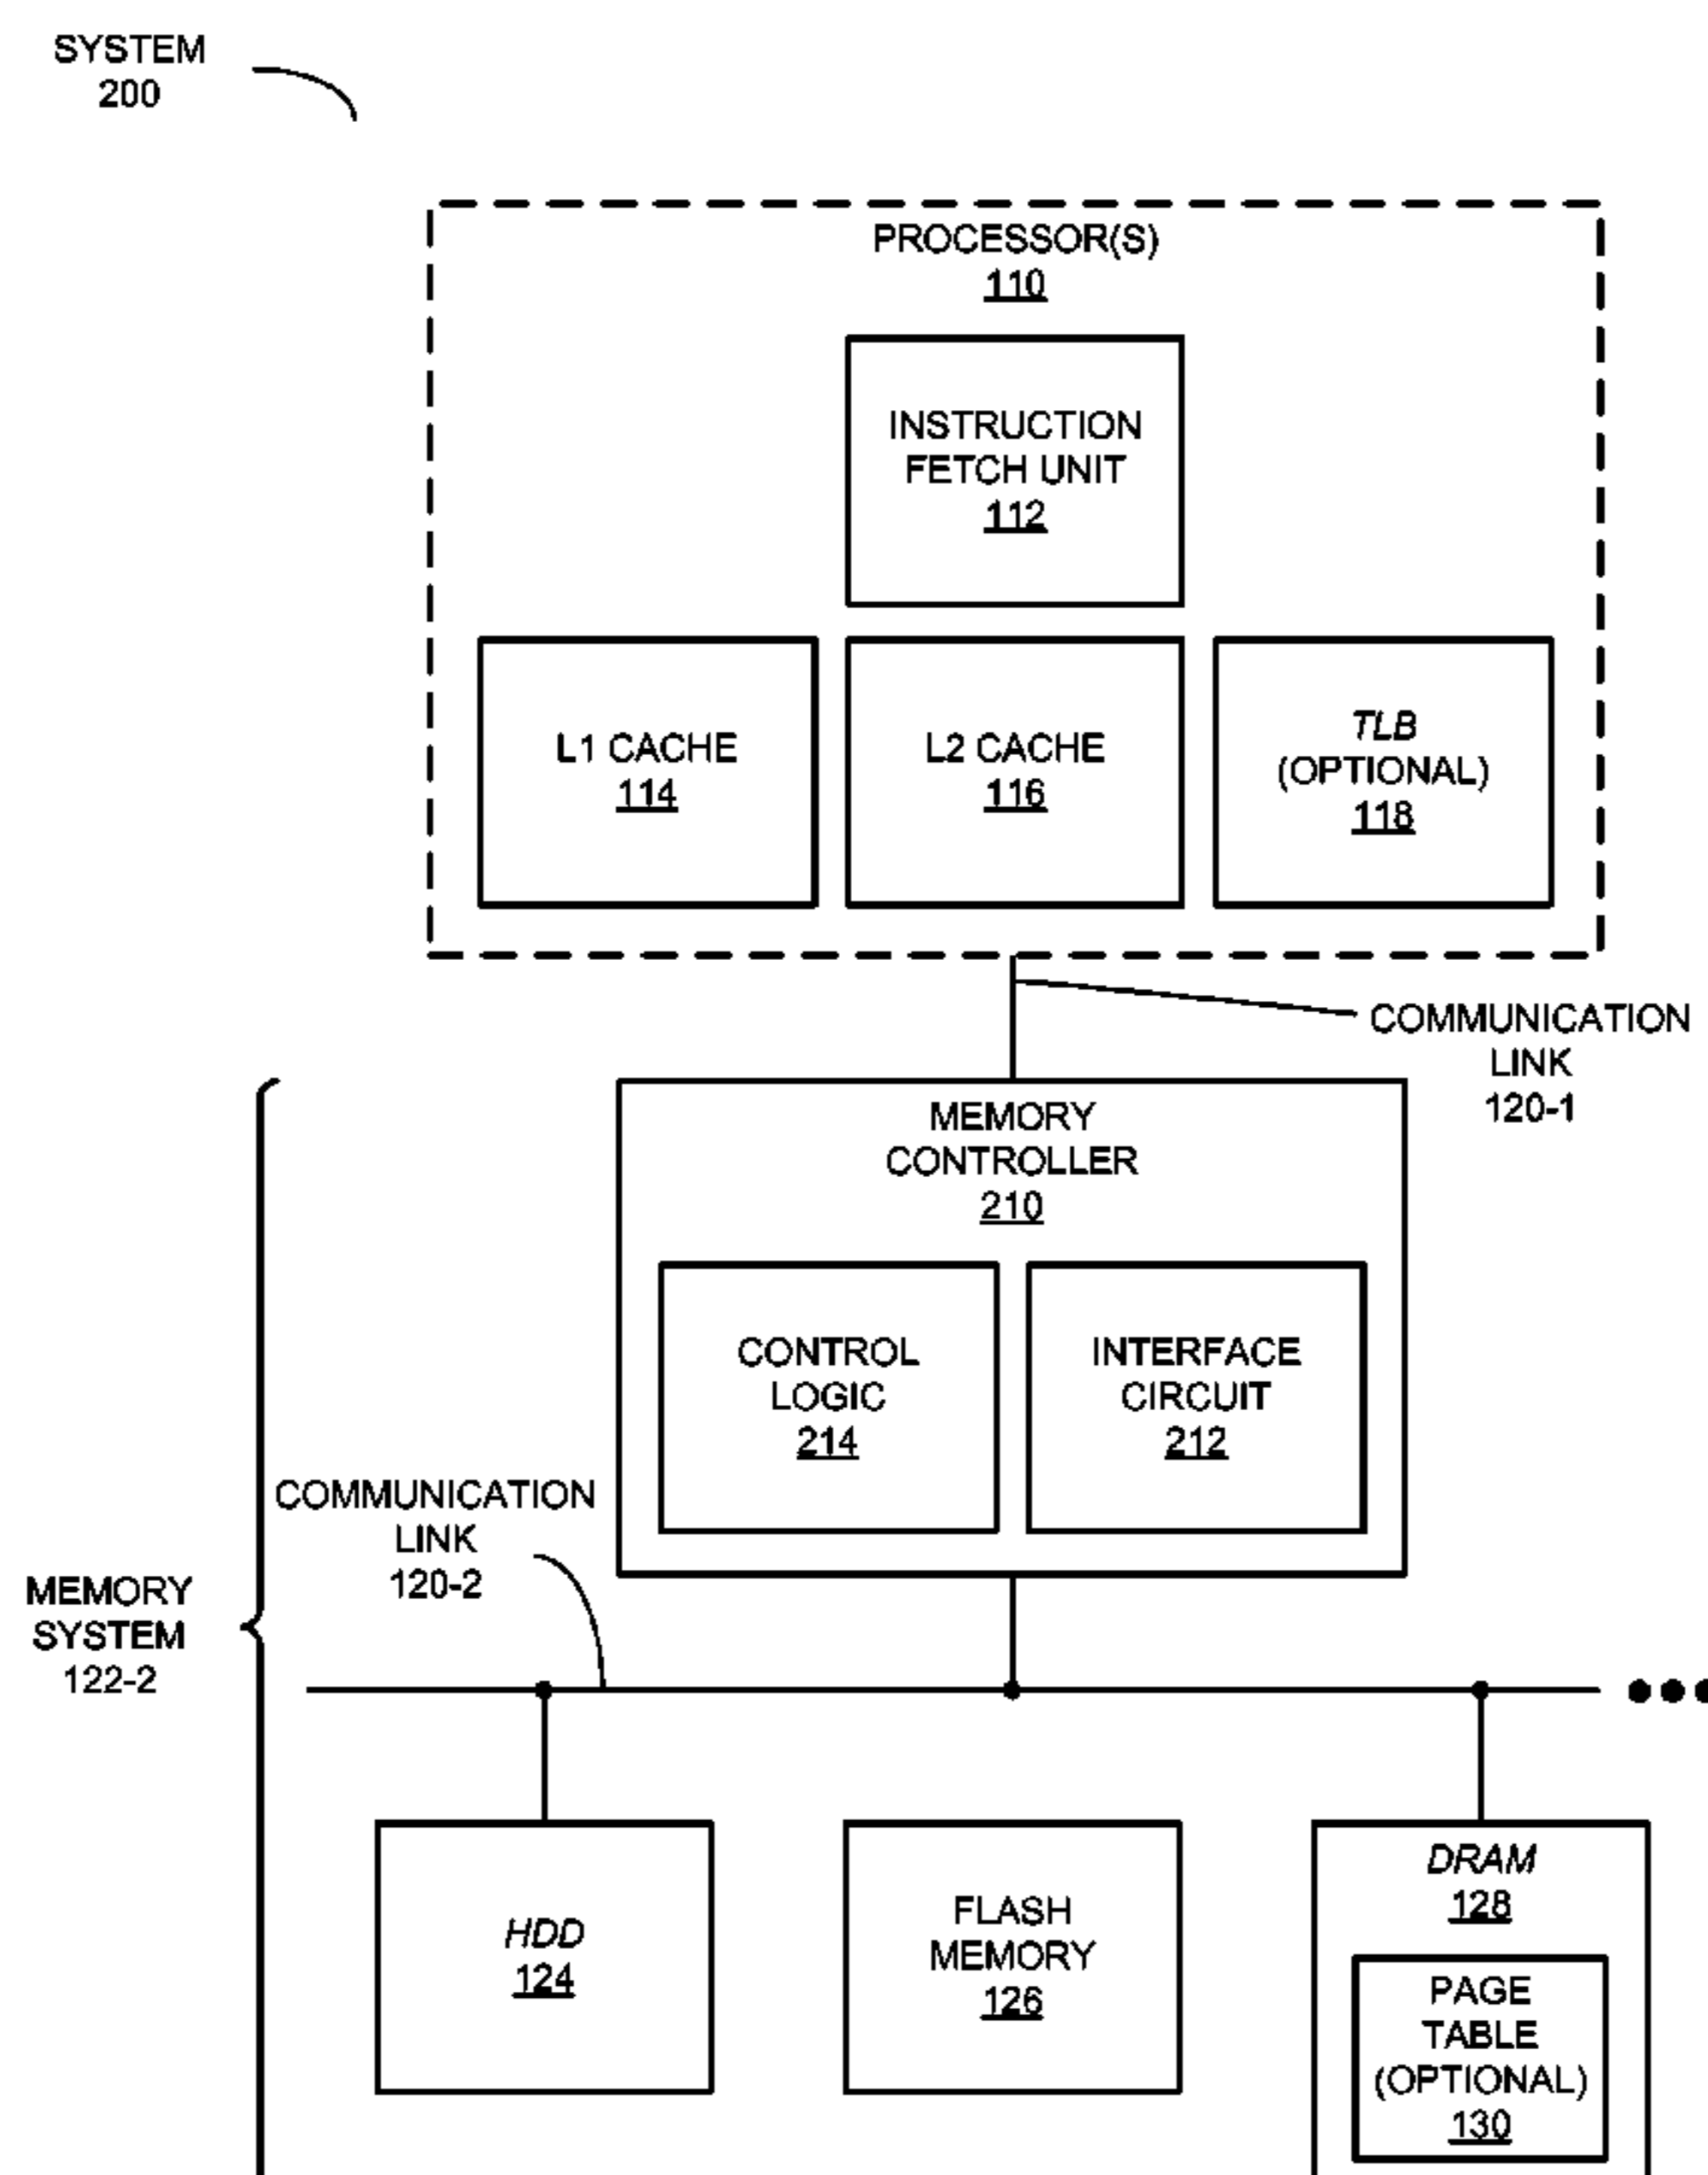 SYSTEM
200
PROCESSOR(S)
110
INSTRUCTION
FETCH UNIT
112
L1 CACHE
114
L2 CACHE
116
TLB
(OPTIONAL)
118
COMMUNICATION
LINK
120-1
MEMORY
CONTROLLER
210
CONTROL
LOGIC
214
INTERFACE
CIRCUIT
212
COMMUNICATION
LINK
120-2
MEMORY
SYSTEM
122-2
HDD
124
FLASH
MEMORY
126
DRAM
128
PAGE
TABLE
(OPTIONAL)
130